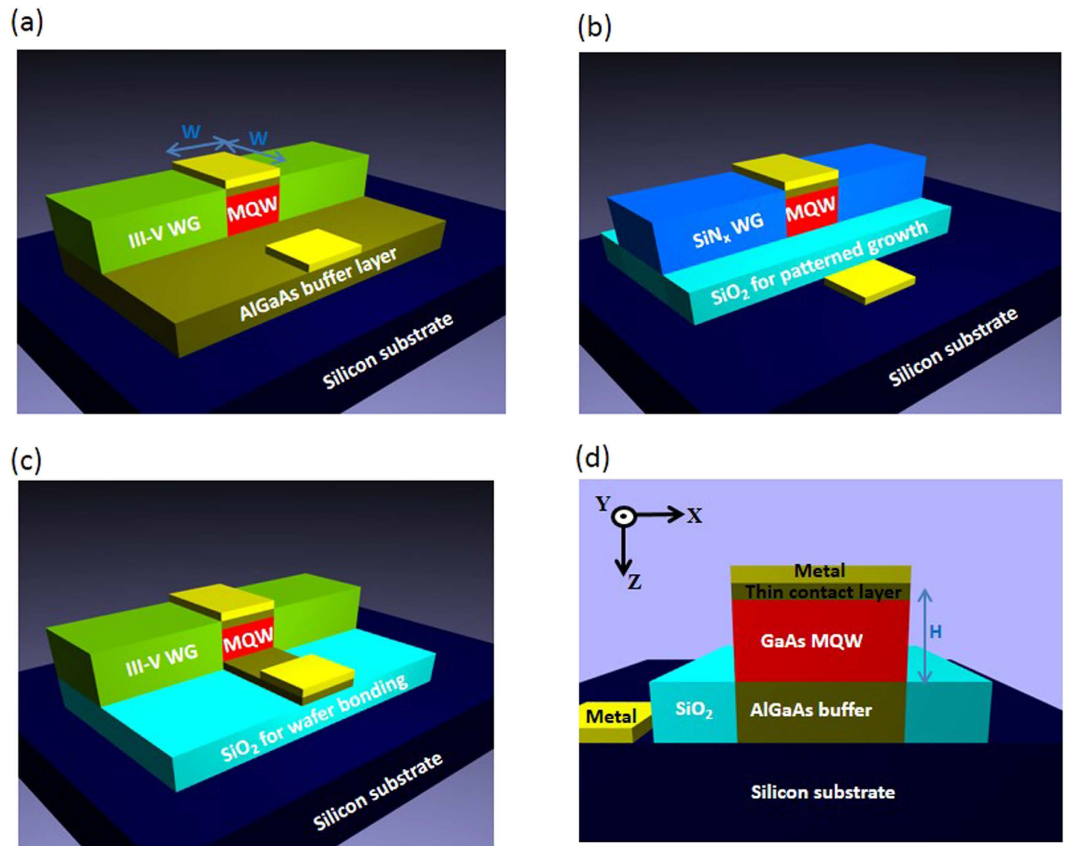 (a)
W W
III-V WG
MQW
AlGaAs buffer layer
Silicon substrate
(b)
SiNₓ WG
MQW
SiO₂ for patterned growth
Silicon substrate
(c)
III-V WG
MQW
SiO₂ for wafer bonding
Silicon substrate
(d)
Y
X
Z
Metal
Thin contact layer
GaAs MQW
H
Metal
SiO₂
AlGaAs buffer
Silicon substrate